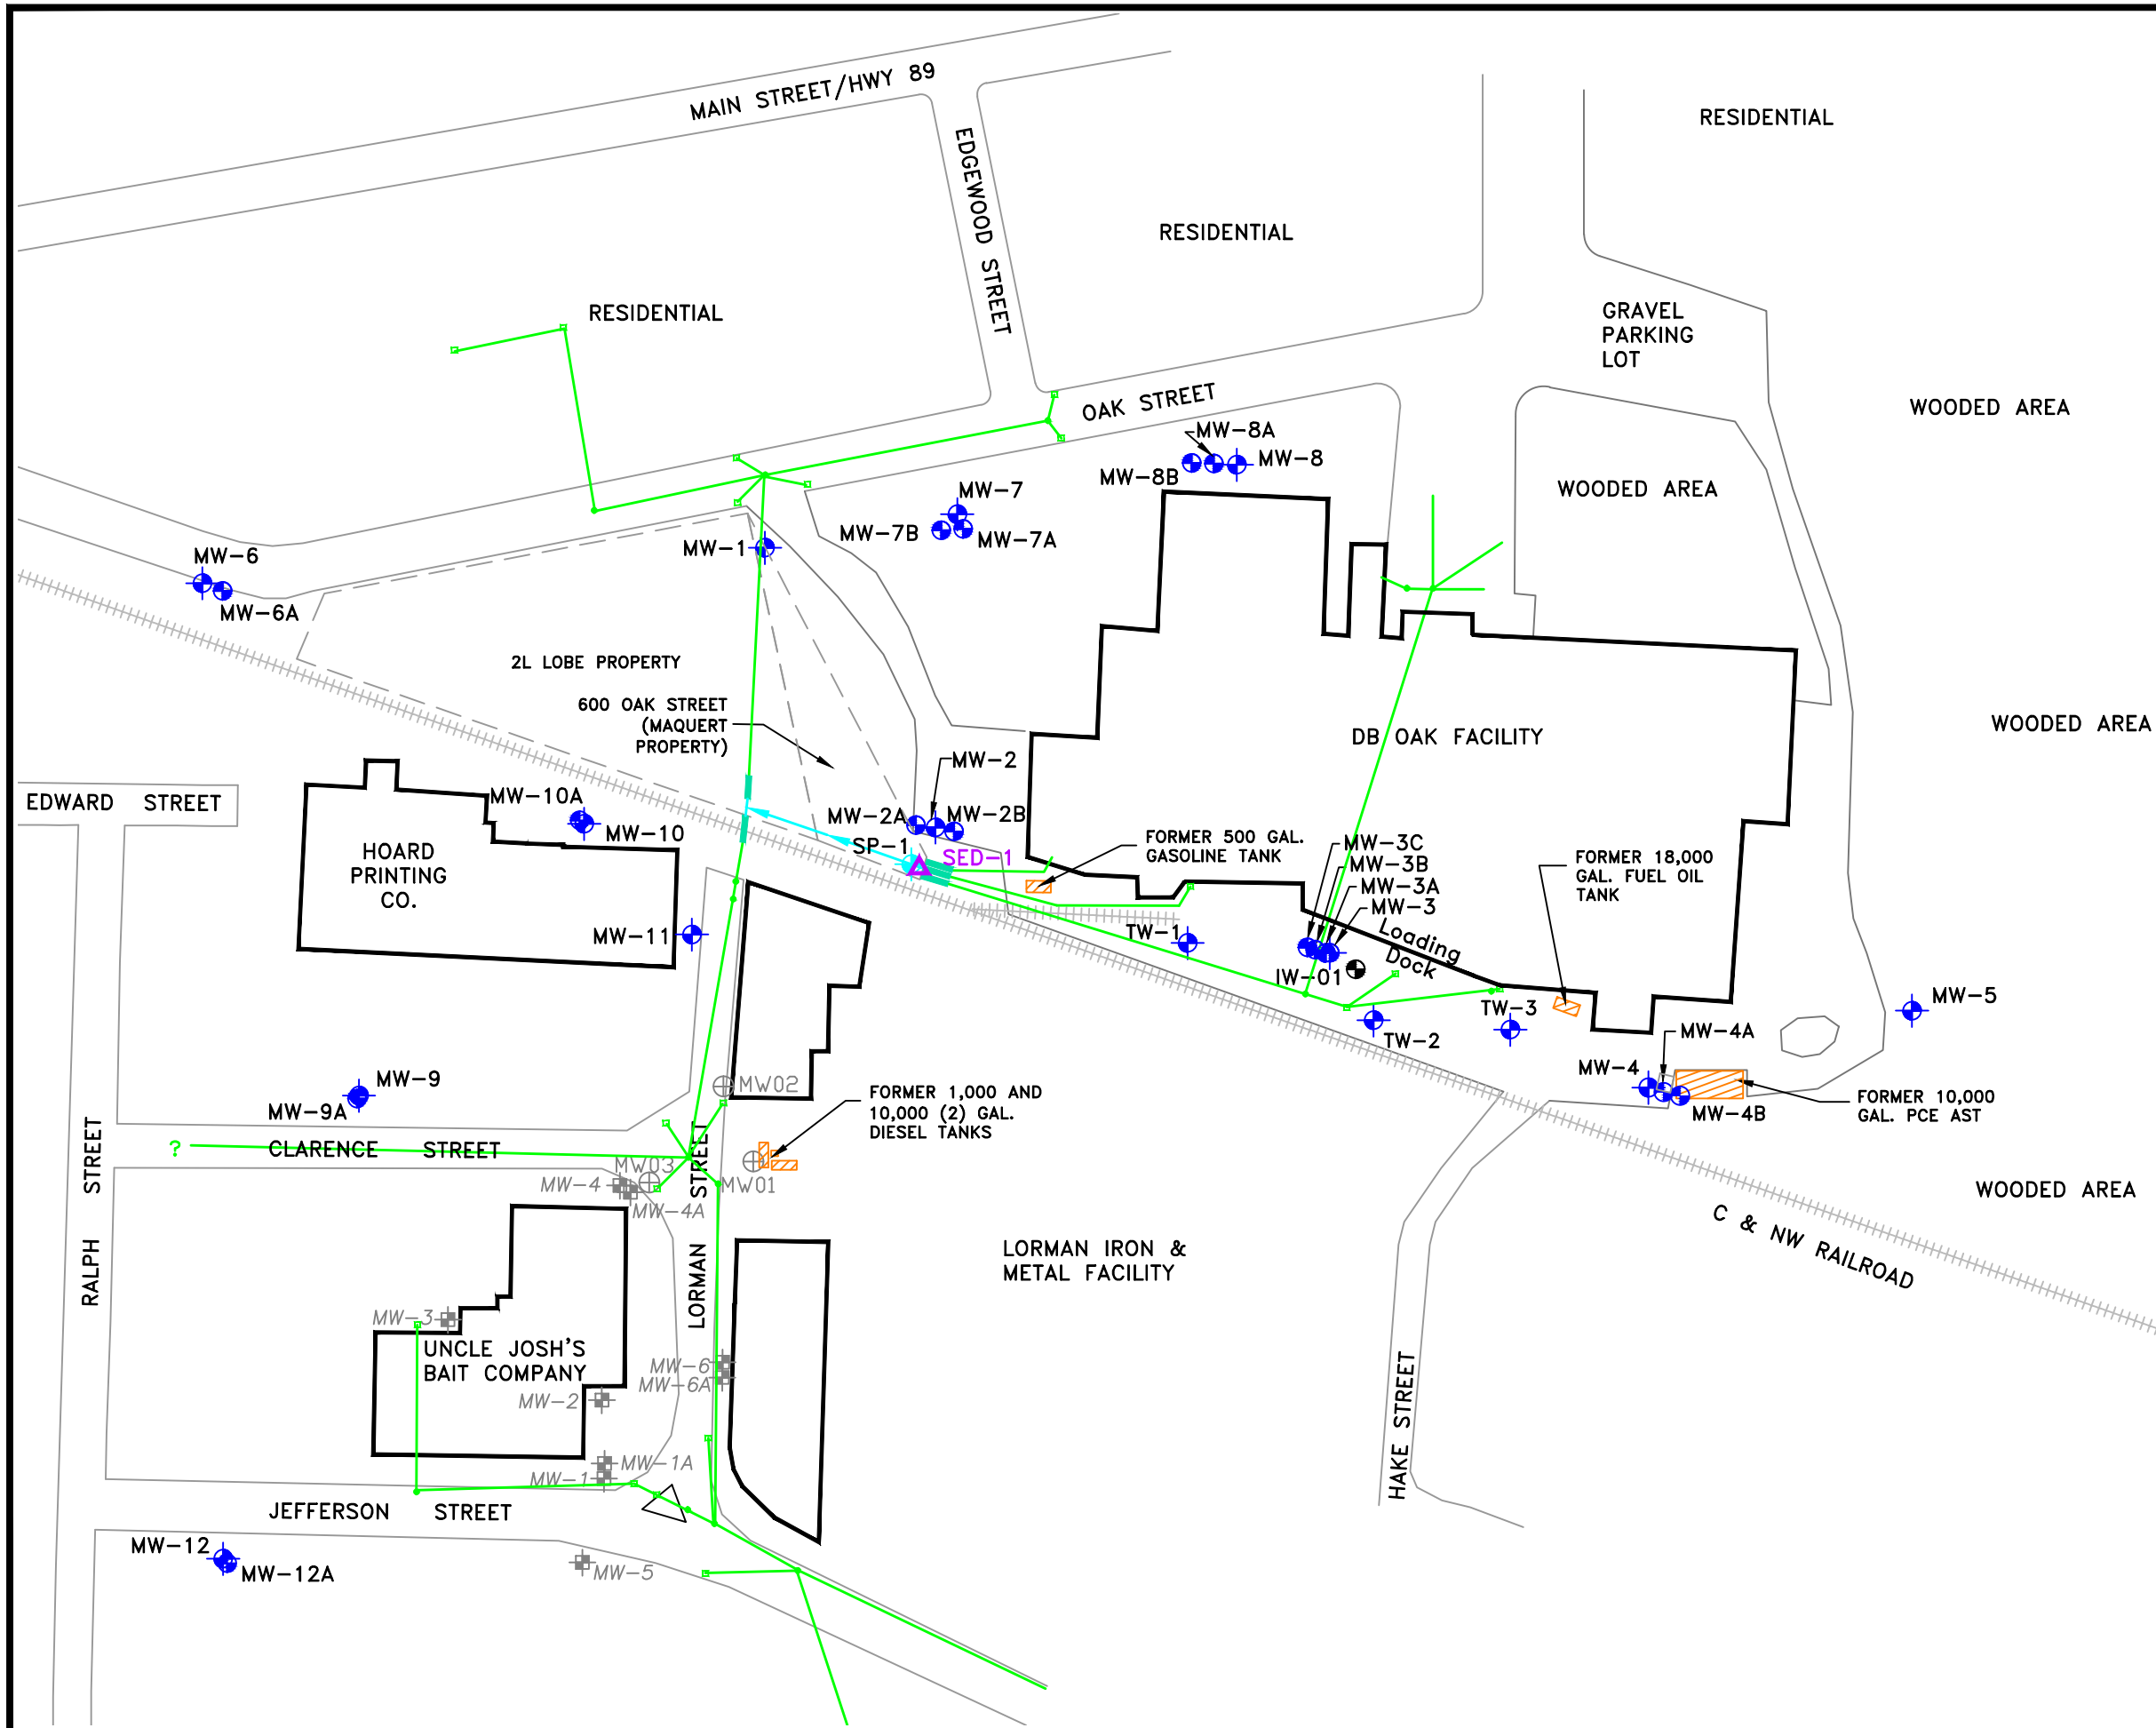 MAIN STREET/HWY 89
RESIDENTIAL
EDGEWOOD STREET
RESIDENTIAL
RESIDENTIAL
GRAVEL
PARKING
LOT
OAK STREET
WOODED AREA
MW-8A
MW-8
MW-8B
WOODED AREA
MW-7
MW-7B
MW-7A
MW-1
MW-6
MW-6A
2L LOBE PROPERTY
600 OAK STREET
(MAQUERT
PROPERTY)
DB OAK FACILITY
WOODED AREA
MW-2
MW-2A
MW-2B
SP-1
SED-1
EDWARD STREET
MW-10A
MW-10
HOARD
PRINTING
CO.
FORMER 500 GAL.
GASOLINE TANK
MW-3C
MW-3B
MW-3A
MW-3
FORMER 18,000
GAL. FUEL OIL
TANK
MW-11
TW-1
Loading
Dock
IW-01
TW-3
TW-2
MW-5
MW-4A
MW-4
MW-4B
FORMER 10,000
GAL. PCE AST
MW-9
MW-9A
MW02
FORMER 1,000 AND
10,000 (2) GAL.
DIESEL TANKS
RALPH STREET
?
CLARENCE STREET
MW03
MW01
MW-4
MW-4A
LORMAN STREET
WOODED AREA
C & NW RAILROAD
LORMAN IRON &
METAL FACILITY
MW-3
UNCLE JOSH'S
BAIT COMPANY
MW-6
MW-6A
MW-2
HAKE STREET
MW-1A
MW-1
JEFFERSON STREET
MW-12
MW-12A
MW-5